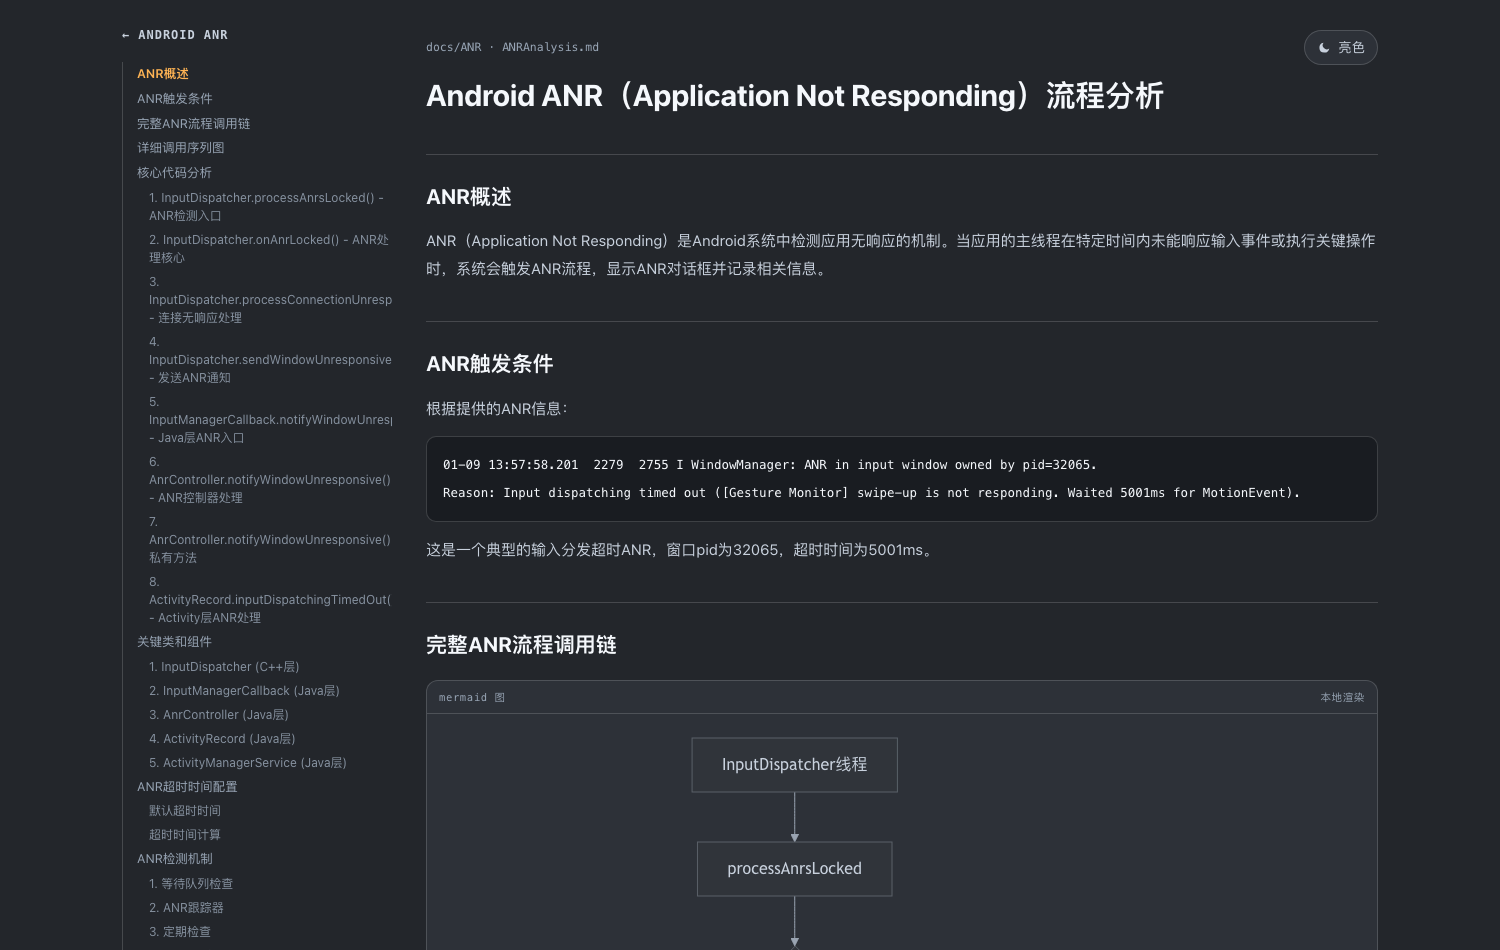 ← ANDROID ANR
ANR概述
ANR触发条件
完整ANR流程调用链
详细调用序列图
核心代码分析
1. InputDispatcher.processAnrsLocked() -
ANR检测入口
2. InputDispatcher.onAnrLocked() - ANR处
理核心
3.
InputDispatcher.processConnectionUnresp
- 连接无响应处理
4.
InputDispatcher.sendWindowUnresponsive
- 发送ANR通知
5.
InputManagerCallback.notifyWindowUnresp
- Java层ANR入口
6.
AnrController.notifyWindowUnresponsive()
- ANR控制器处理
7.
AnrController.notifyWindowUnresponsive()
私有方法
8.
ActivityRecord.inputDispatchingTimedOut(
- Activity层ANR处理
关键类和组件
1. InputDispatcher (C++层)
2. InputManagerCallback (Java层)
3. AnrController (Java层)
4. ActivityRecord (Java层)
5. ActivityManagerService (Java层)
ANR超时时间配置
默认超时时间
超时时间计算
ANR检测机制
1. 等待队列检查
2. ANR跟踪器
3. 定期检查
docs/ANR · ANRAnalysis.md
亮色
Android ANR（Application Not Responding）流程分析
ANR概述
ANR（Application Not Responding）是Android系统中检测应用无响应的机制。当应用的主线程在特定时间内未能响应输入事件或执行关键操作
时，系统会触发ANR流程，显示ANR对话框并记录相关信息。
ANR触发条件
根据提供的ANR信息：
01-09 13:57:58.201  2279  2755 I WindowManager: ANR in input window owned by pid=32065.
Reason: Input dispatching timed out ([Gesture Monitor] swipe-up is not responding. Waited 5001ms for MotionEvent).
这是一个典型的输入分发超时ANR，窗口pid为32065，超时时间为5001ms。
完整ANR流程调用链
mermaid 图
本地渲染
InputDispatcher线程
processAnrsLocked